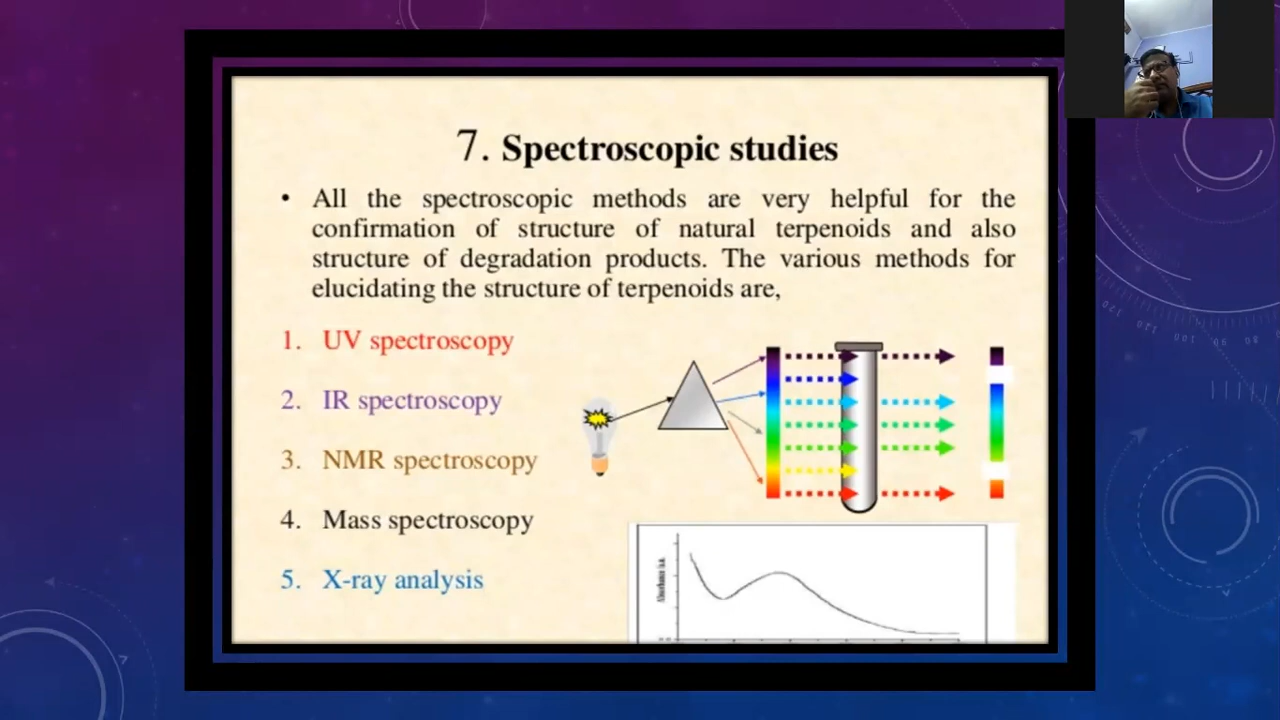 7. Spectroscopic studies
• All the spectroscopic methods are very helpful for the
confirmation of structure of natural terpenoids and also
structure of degradation products. The various methods for
elucidating the structure of terpenoids are,
1. UV spectroscopy
2. IR spectroscopy
3. NMR spectroscopy
4. Mass spectroscopy
5. X-ray analysis